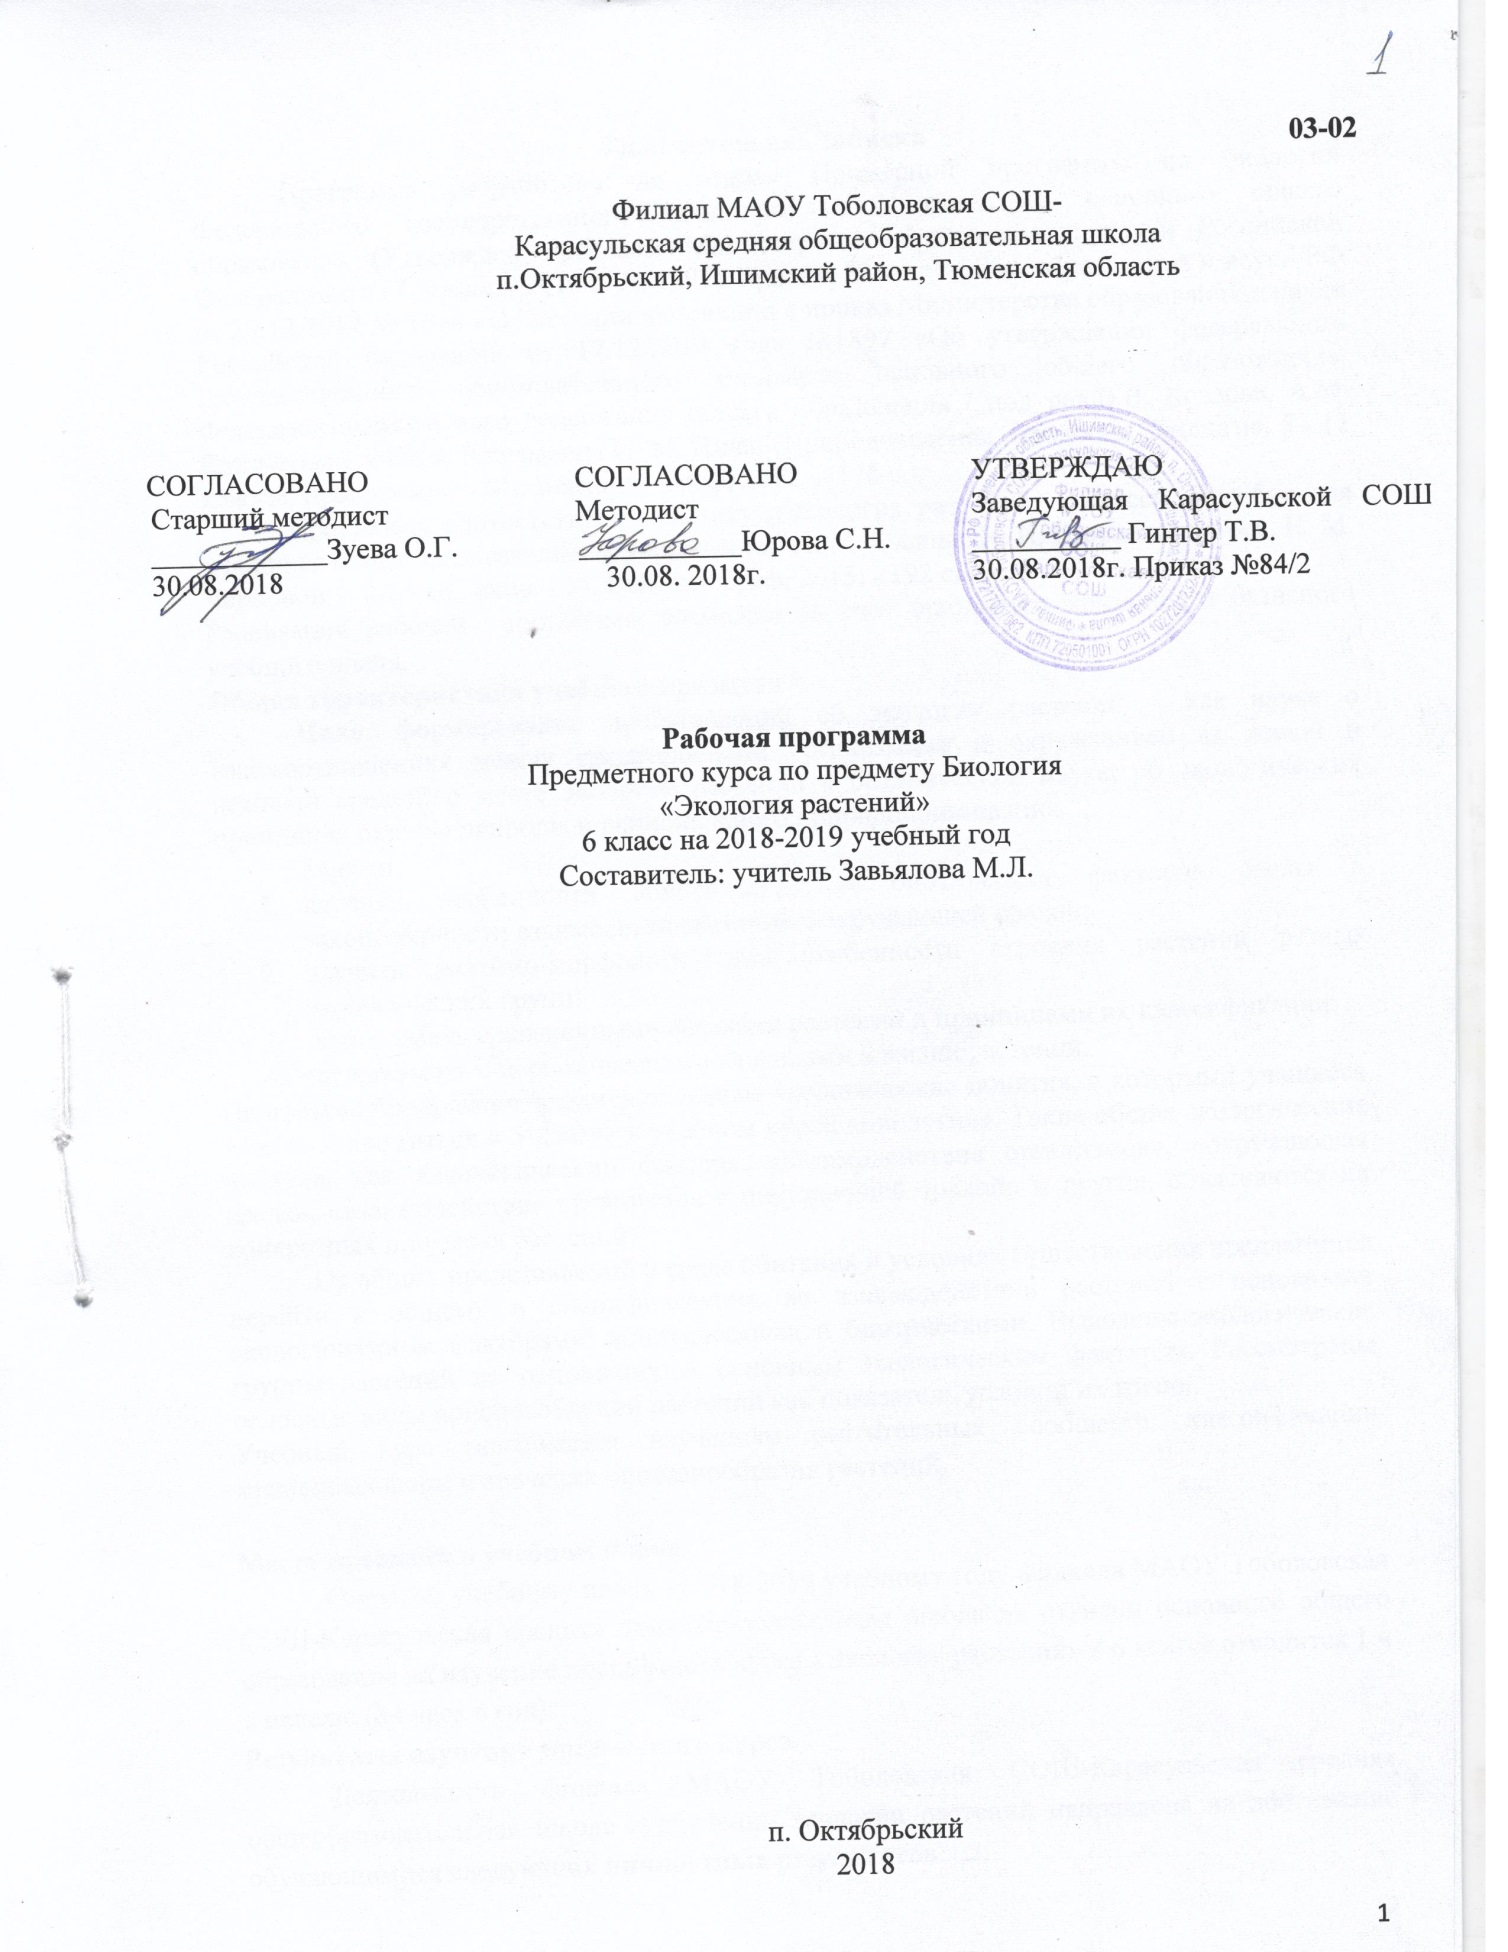 1
03-02
Филиал МАОУ Тоболовская СОШ-
Карасульская средняя общеобразовательная школа
п.Октябрьский, Ишимский район, Тюменская область
СОГЛАСОВАНО
Старший методист
Зуева О.Г.
30.08.2018
СОГЛАСОВАНО
Методист
Юрова Юрова С.Н.
30.08. 2018г.
УТВЕРЖДАЮ
Заведующая Карасульской СОШ
Гинтер Т.В.
30.08.2018г. Приказ №84/2
Филиал
СОШ
Рабочая программа
Предметного курса по предмету Биология
«Экология растений»
6 класс на 2018-2019 учебный год
Составитель: учитель Завьялова М.Л.
п. Октябрьский
2018
1